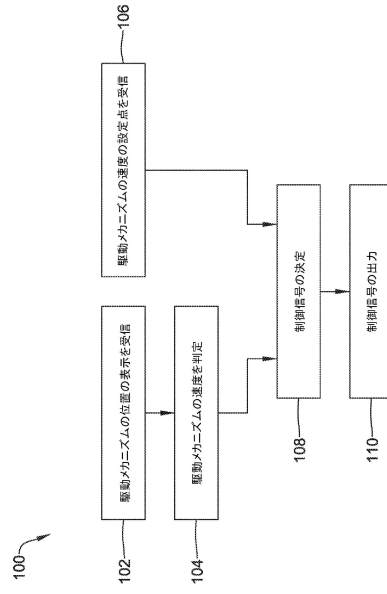 100
102
駆動メカニズムの位置の表示を受信
104
駆動メカニズムの速度を判定
106
駆動メカニズムの速度の設定点を受信
108
制御信号の決定
110
制御信号の出力